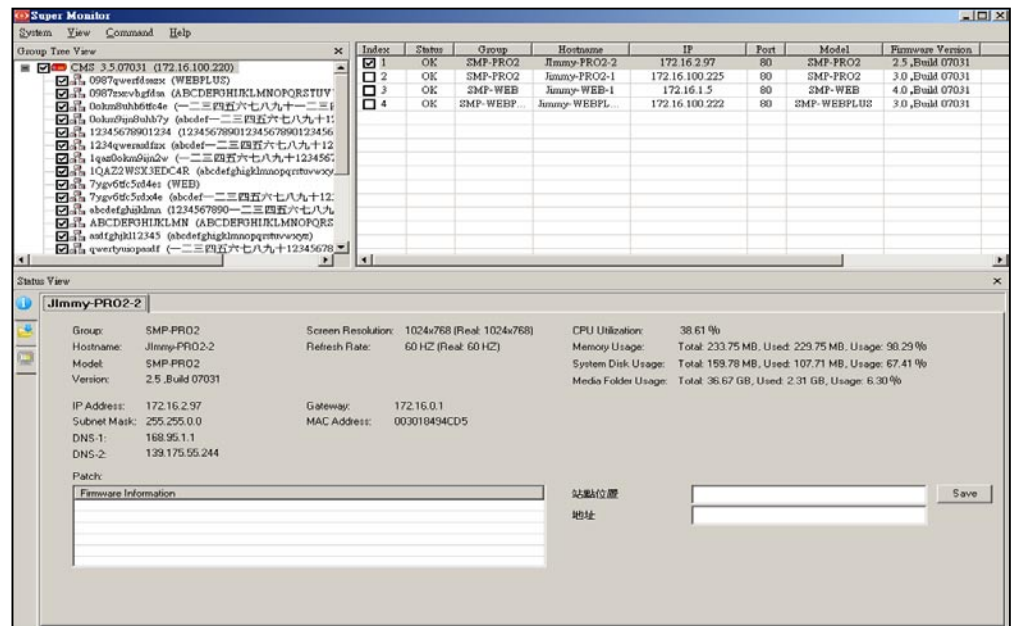 Super Monitor
System View Command Help
Group Tree View
CMS 3.5.07031 (172.16.100.220)
0987qwerfdsazx (WEBPLUS)
0987zxcvbgfdsa (ABCDEFGHIJKLMNOPQRSTUV
0okm8uhb6tfc4e (一二三四五六七八九十一二三
0okm9ijn8uhb7y (abcdef一二三四五六七八九十12
12345678901234 (12345678901234567890123456
1234qwerasdfzx (abcdef一二三四五六七八九十12
1qaz0okm9ijn2w (一二三四五六七八九十1234567
1QAZ2WSX3EDC4R (abcdefghigklmnopqrstuvwxy
7ygv6tfc5rd4es (WEB)
7ygv6tfc5rdx4e (abcdef一二三四五六七八九十12
abcdefghijklmn (1234567890一二三四五六七八九
ABCDEFGHIJKLMN (ABCDEFGHIJKLMNOPQRS
asdfghjkl12345 (abcdefghigklmnopqrstuvwxyz)
qwertyuiopasdf (一二三四五六七八九十12345678
Index Status Group Hostname IP Port Model Firmware Version
1 OK SMP-PRO2 JImmy-PRO2-2 172.16.2.97 80 SMP-PRO2 2.5 ,Build 07031
2 OK SMP-PRO2 Jimmy-PRO2-1 172.16.100.225 80 SMP-PRO2 3.0 ,Build 07031
3 OK SMP-WEB Jimmy-WEB-1 172.16.1.5 80 SMP-WEB 4.0 ,Build 07031
4 OK SMP-WEBP... Jimmy-WEBPL... 172.16.100.222 80 SMP-WEBPLUS 3.0 ,Build 07031
Status View
JImmy-PRO2-2
Group: SMP-PRO2 Screen Resolution: 1024x768 (Real: 1024x768) CPU Utilization: 38.61 %
Hostname: JImmy-PRO2-2 Refresh Rate: 60 HZ (Real: 60 HZ) Memory Usage: Total: 233.75 MB, Used: 229.75 MB, Usage: 98.29 %
Model: SMP-PRO2 System Disk Usage: Total: 159.78 MB, Used: 107.71 MB, Usage: 67.41 %
Version: 2.5 ,Build 07031 Media Folder Usage: Total: 36.67 GB, Used: 2.31 GB, Usage: 6.30 %
IP Address: 172.16.2.97 Gateway: 172.16.0.1
Subnet Mask: 255.255.0.0 MAC Address: 003018494CD5
DNS-1: 168.95.1.1
DNS-2: 139.175.55.244
Patch:
Firmware Information
站點位置 Save
地址